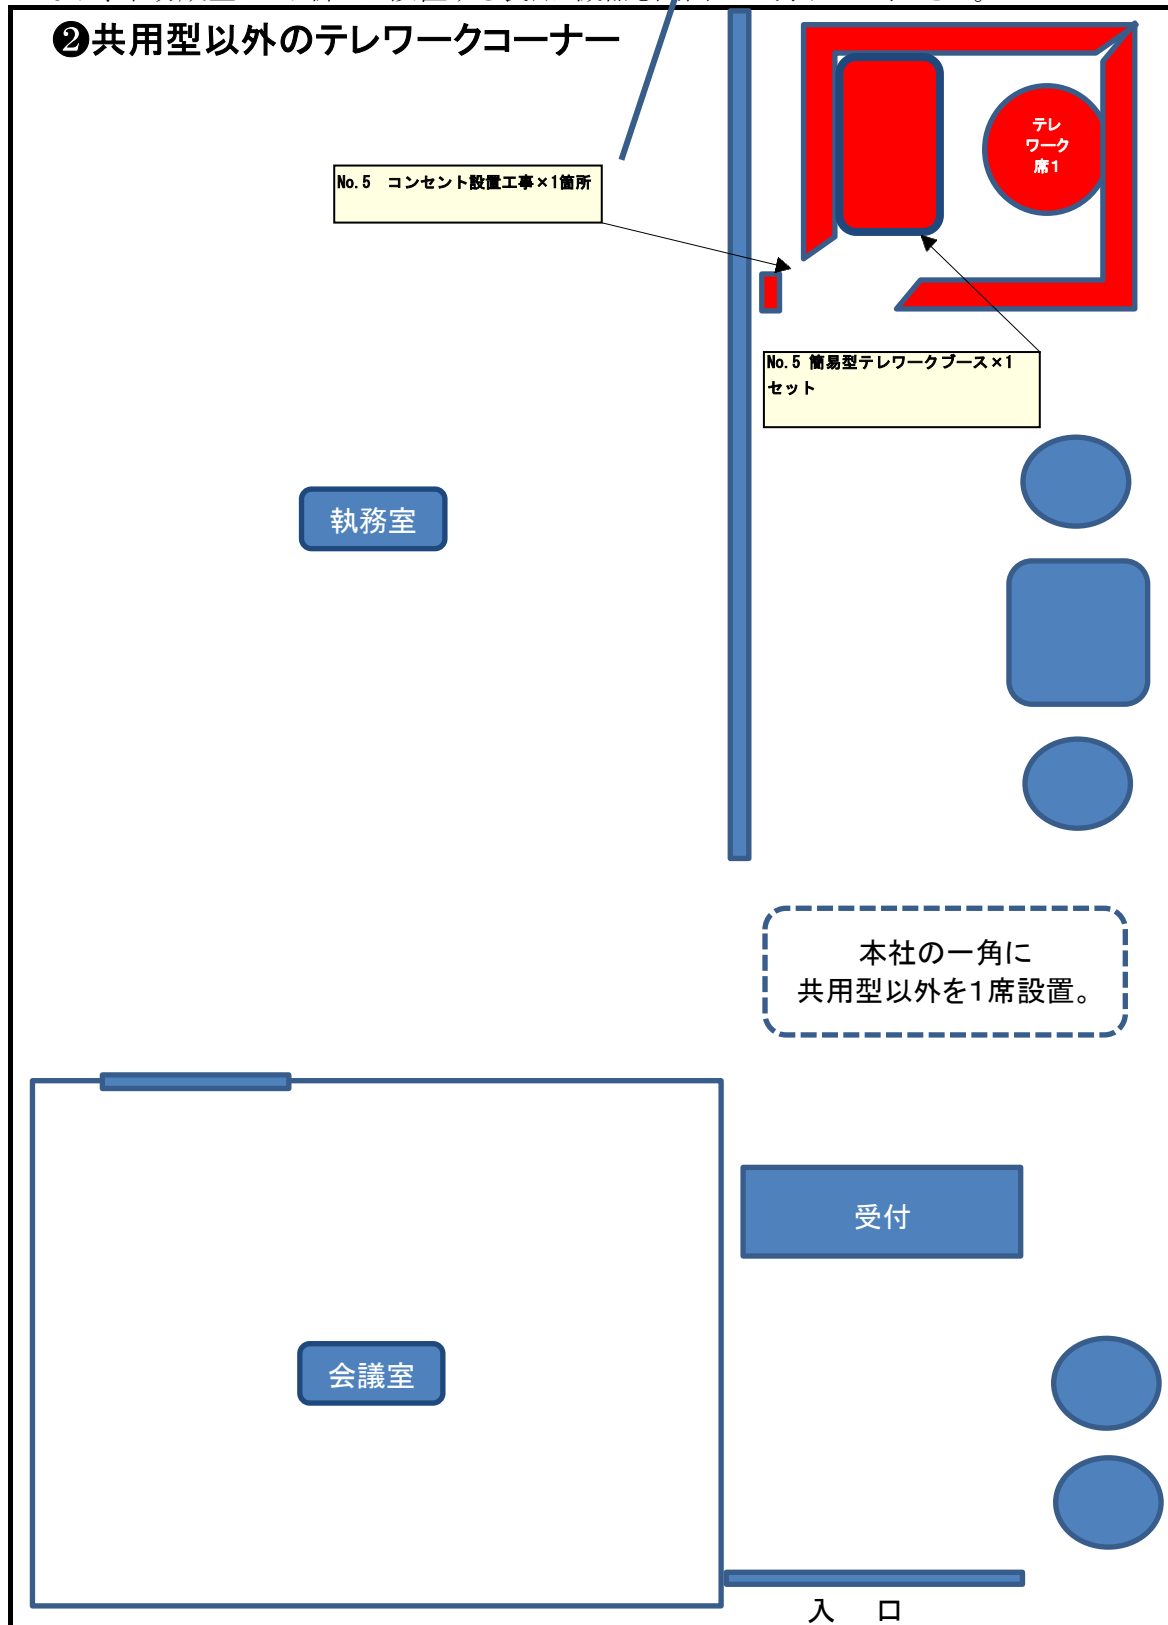 ❷共用型以外のテレワークコーナー
テレ
ワーク
席1
No.5　コンセント設置工事×1箇所
No.5 簡易型テレワークブース×1
セット
執務室
本社の一角に
共用型以外を1席設置。
受付
会議室
入　口